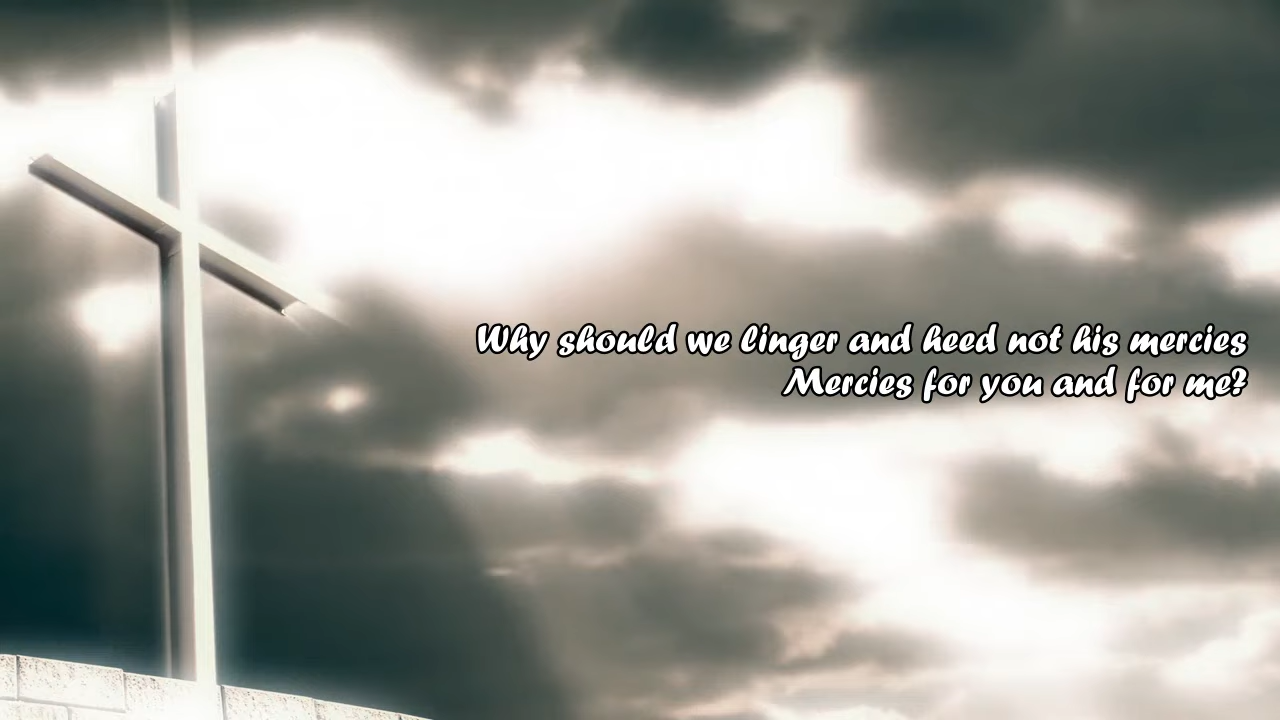 Why should we linger and heed not his mercies
Mercies for you and for me?